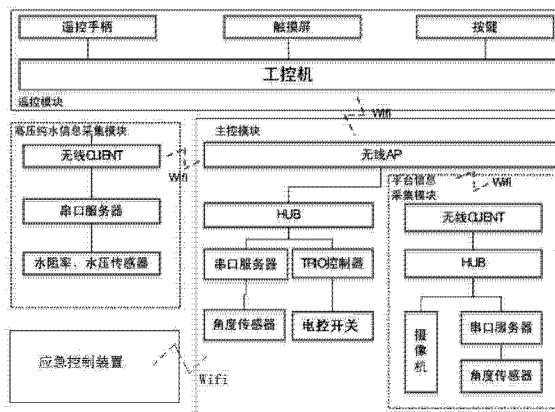 遥控手柄
触摸屏
按键
工控机
遥控模块
Wifi
高压纯水信息采集模块
主控模块
无线CLIENT
Wifi
无线AP
平台信息
采集模块
Wifi
串口服务器
HUB
无线CLIENT
水阻率、水压传感器
串口服务器
TRIO控制器
HUB
角度传感器
电控开关
摄像机
串口服务器
角度传感器
应急控制装置
Wifi